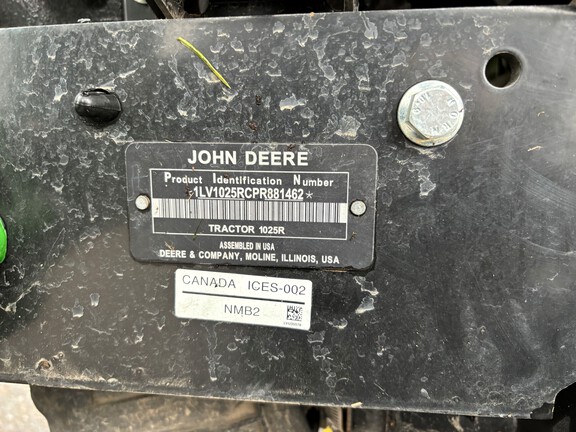 JOHN DEERE
Product Identification Number
*1LV1025RCPR881462*
TRACTOR 1025R
ASSEMBLED IN USA
DEERE & COMPANY, MOLINE, ILLINOIS, USA
CANADA ICES-002
NMB2